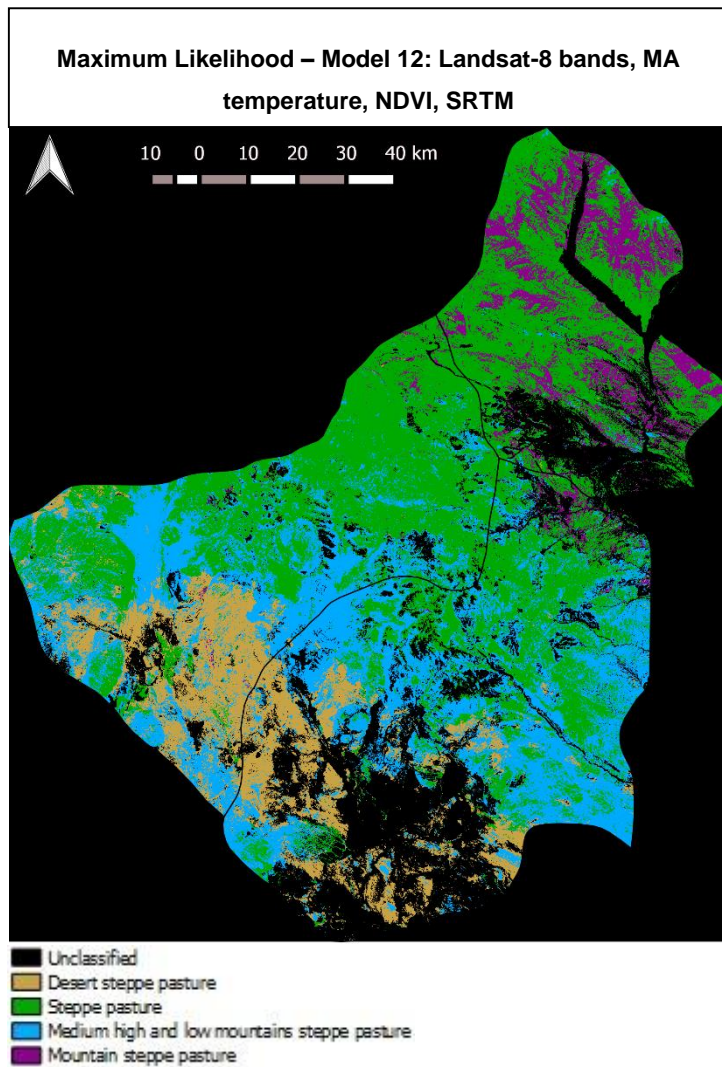 Maximum Likelihood – Model 12: Landsat-8 bands, MA
temperature, NDVI, SRTM
10 0 10 20 30 40 km
Unclassified
Desert steppe pasture
Steppe pasture
Medium high and low mountains steppe pasture
Mountain steppe pasture